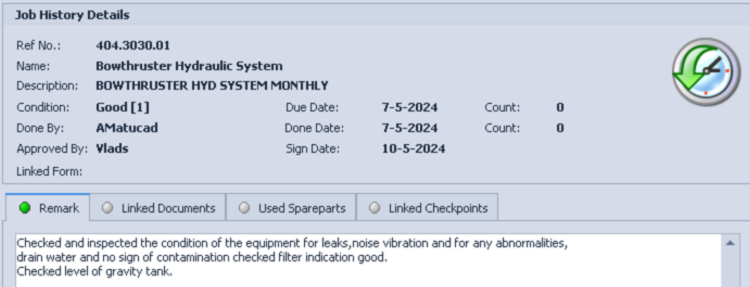 Job History Details
Ref No.: 404.3030.01
Name: Bowthruster Hydraulic System
Description: BOWTHRUSTER HYD SYSTEM MONTHLY
Condition: Good [1] Due Date: 7-5-2024 Count: 0
Done By: AMatucad Done Date: 7-5-2024 Count: 0
Approved By: Vlads Sign Date: 10-5-2024
Linked Form:
Remark Linked Documents Used Spareparts Linked Checkpoints
Checked and inspected the condition of the equipment for leaks,noise vibration and for any abnormalities,
drain water and no sign of contamination checked filter indication good.
Checked level of gravity tank.